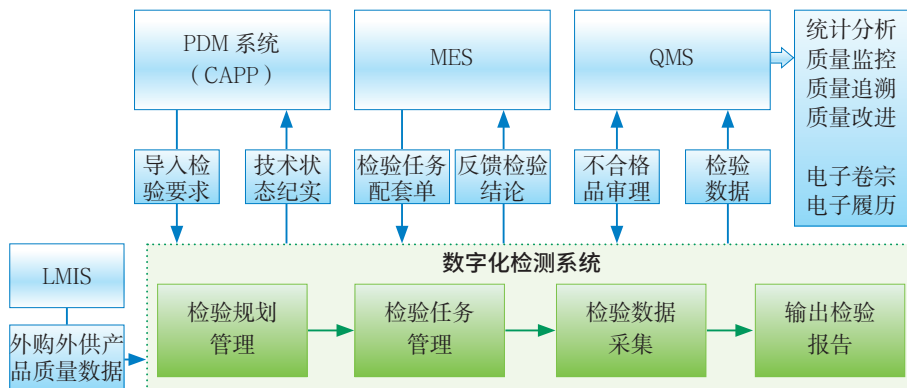 PDM 系统
（CAPP）
MES
QMS
统计分析
质量监控
质量追溯
质量改进
电子卷宗
电子履历
导入检
验要求
技术状
态纪实
检验任务
配套单
反馈检验
结论
不合格
品审理
检验
数据
数字化检测系统
LMIS
外购外供产
品质量数据
检验规划
管理
检验任务
管理
检验数据
采集
输出检验
报告